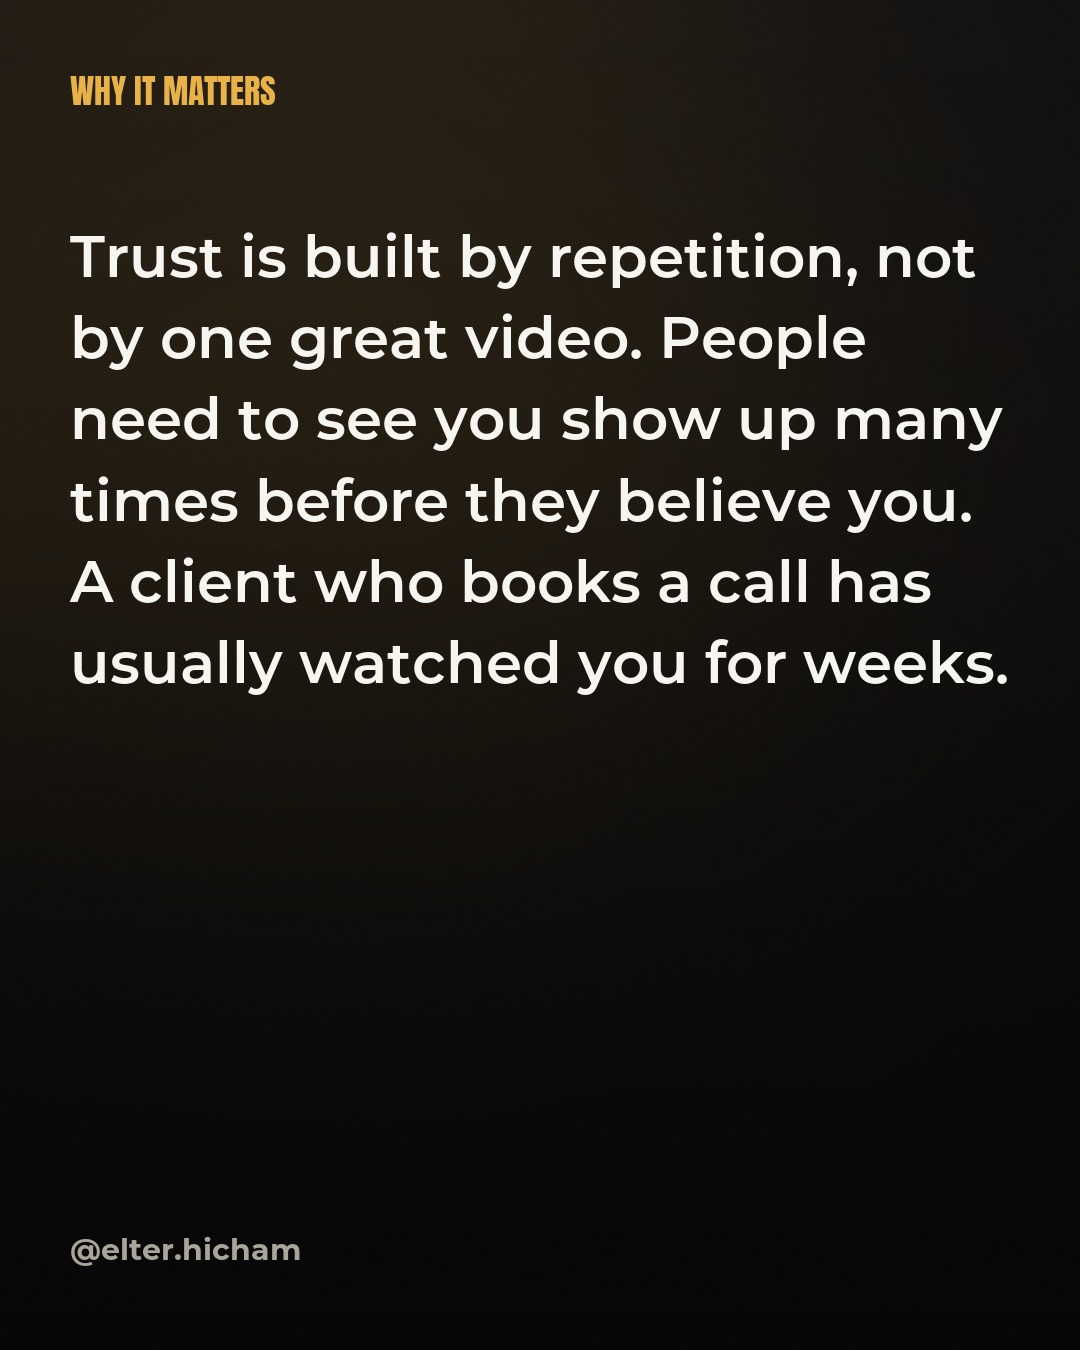 WHY IT MATTERS
Trust is built by repetition, not
by one great video. People
need to see you show up many
times before they believe you.
A client who books a call has
usually watched you for weeks.
@elter.hicham